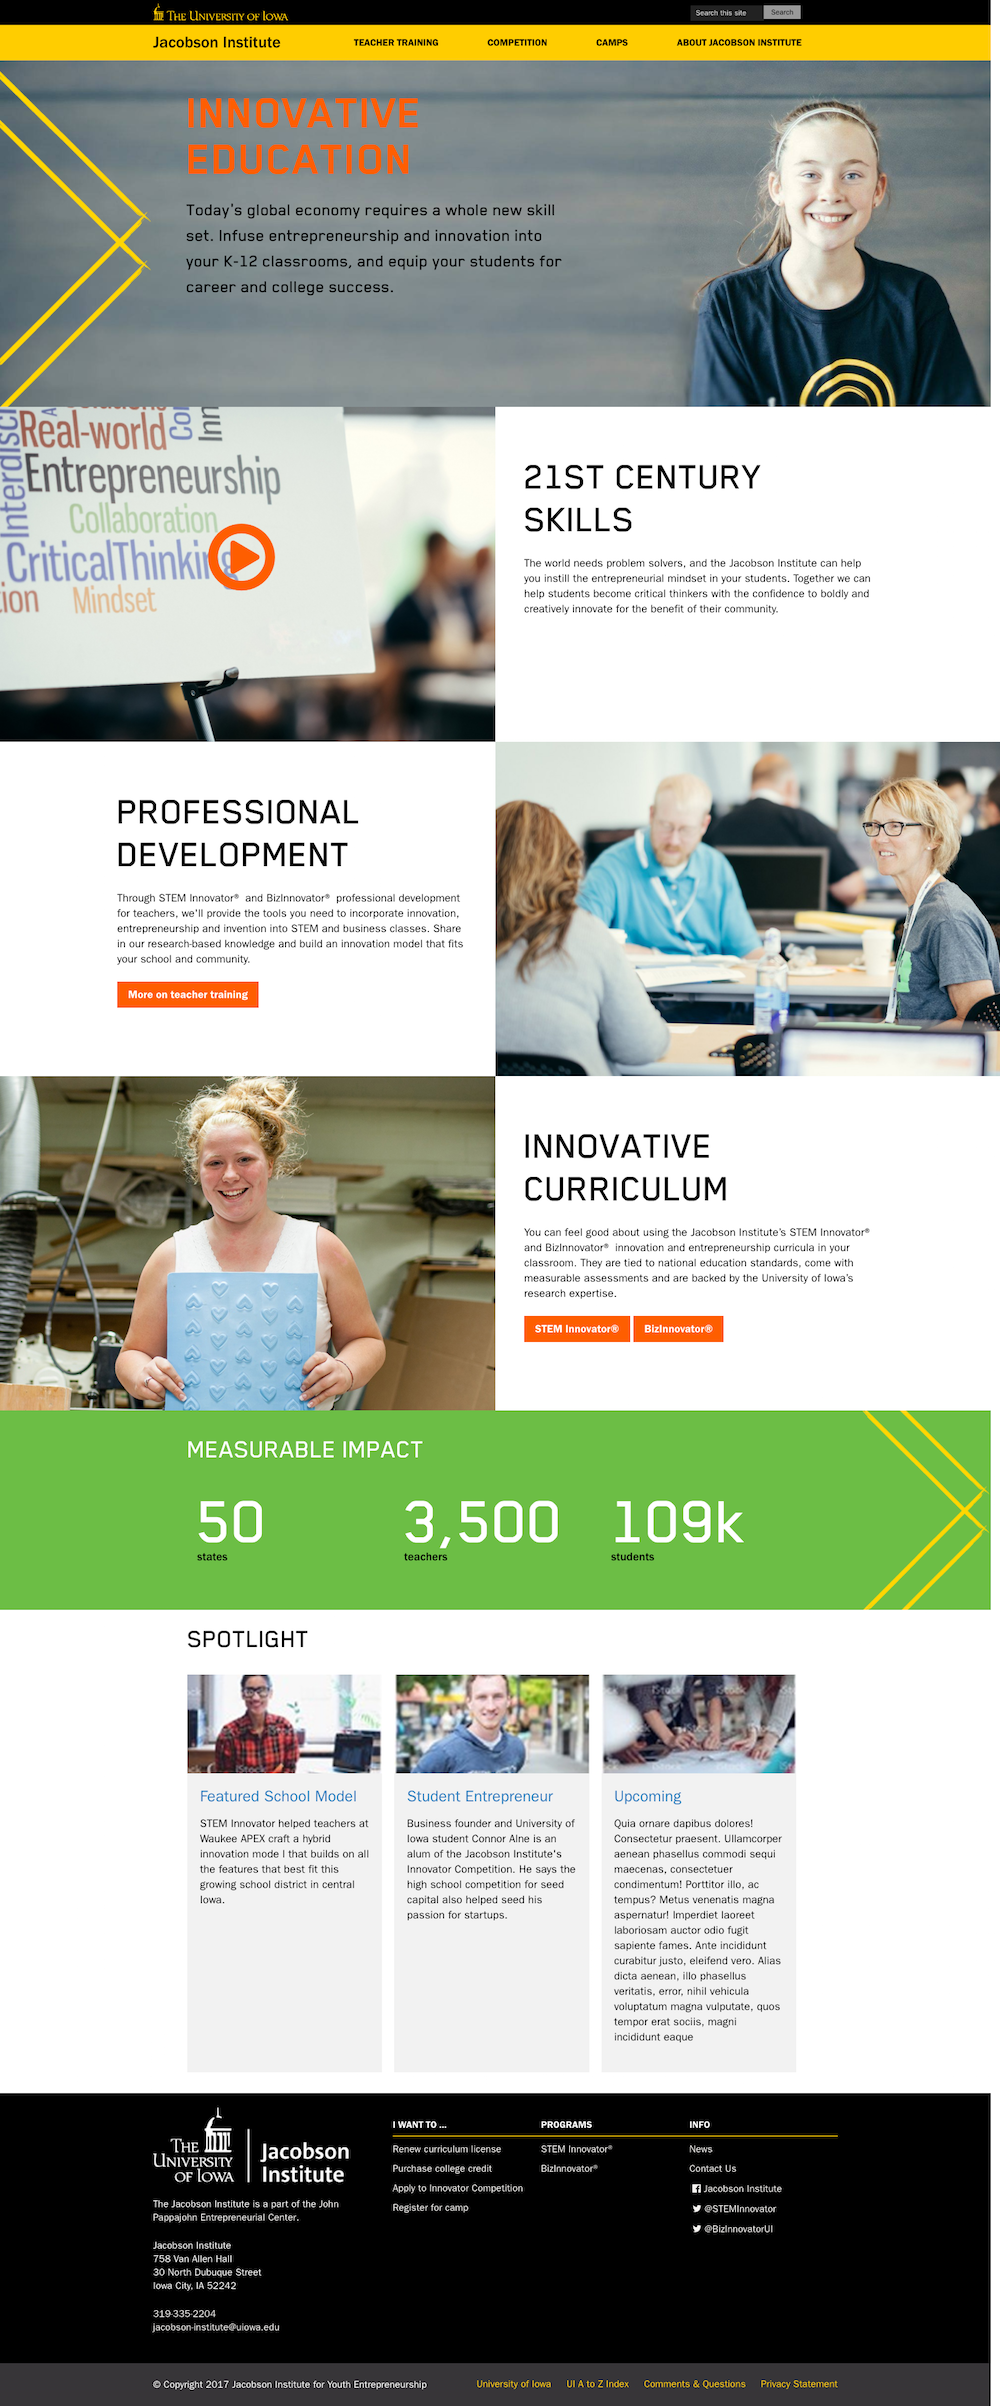 THE UNIVERSITY OF IOWA
Search this site
Search
Jacobson Institute
TEACHER TRAINING
COMPETITION
CAMPS
ABOUT JACOBSON INSTITUTE
INNOVATIVE
EDUCATION
Today's global economy requires a whole new skill
set. Infuse entrepreneurship and innovation into
your K-12 classrooms, and equip your students for
career and college success.
Real-world
Entrepreneurship
Collaboration
Mindset
21ST CENTURY
SKILLS
The world needs problem solvers, and the Jacobson Institute can help
you instill the entrepreneurial mindset in your students. Together we can
help students become critical thinkers with the confidence to boldly and
creatively innovate for the benefit of their community.
PROFESSIONAL
DEVELOPMENT
Through STEM Innovator® and BizInnovator® professional development
for teachers, we'll provide the tools you need to incorporate innovation,
entrepreneurship and invention into STEM and business classes. Share
in our research-based knowledge and build an innovation model that fits
your school and community.
More on teacher training
INNOVATIVE
CURRICULUM
You can feel good about using the Jacobson Institute's STEM Innovator®
and BizInnovator® innovation and entrepreneurship curricula in your
classroom. They are tied to national education standards, come with
measurable assessments and are backed by the University of Iowa's
research expertise.
STEM Innovator®
BizInnovator®
MEASURABLE IMPACT
50
states
3,500
teachers
109k
students
SPOTLIGHT
Featured School Model
STEM Innovator helped teachers at
Waukee APEX craft a hybrid
innovation mode l that builds on all
the features that best fit this
growing school district in central
Iowa.
Student Entrepreneur
Business founder and University of
Iowa student Connor Alne is an
alum of the Jacobson Institute's
Innovator Competition. He says the
high school competition for seed
capital also helped seed his
passion for startups.
Upcoming
Quia ornare dapibus dolores!
Consectetur praesent. Ullamcorper
aenean phasellus commodi sequi
maecenas, consectetuer
condimentum! Porttitor illo, ac
tempus? Metus venenatis magna
aspernatur! Imperdiet laoreet
laboriosam auctor odio fugit
sapiente fames. Ante incididunt
curabitur justo, eleifend vero. Alias
dicta aenean, illo phasellus
veritatis, error, nihil vehicula
voluptatum magna vulputate, quos
tempor erat sociis, magni
incididunt eaque
THE
UNIVERSITY
OF IOWA
Jacobson
Institute
The Jacobson Institute is a part of the John
Pappajohn Entrepreneurial Center.
Jacobson Institute
758 Van Allen Hall
30 North Dubuque Street
Iowa City, IA 52242
319-335-2204
jacobson-institute@uiowa.edu
I WANT TO ...
Renew curriculum license
Purchase college credit
Apply to Innovator Competition
Register for camp
PROGRAMS
STEM Innovator®
BizInnovator®
INFO
News
Contact Us
Jacobson Institute
@STEMInnovator
@BizInnovatorUI
© Copyright 2017 Jacobson Institute for Youth Entrepreneurship
University of Iowa
UI A to Z Index
Comments & Questions
Privacy Statement